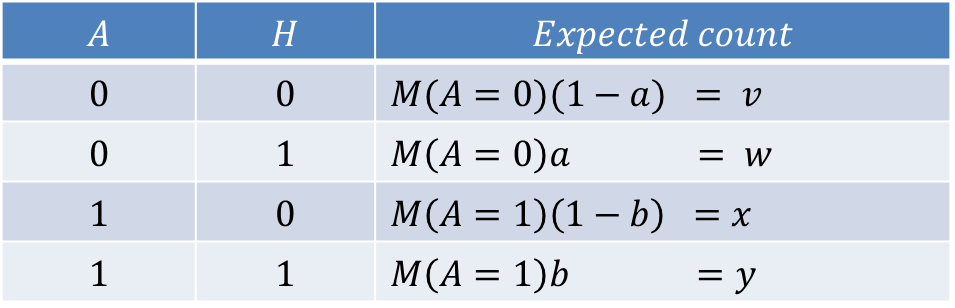 A H Expected count
0 0 M(A = 0)(1 − a) = v
0 1 M(A = 0)a = w
1 0 M(A = 1)(1 − b) = x
1 1 M(A = 1)b = y